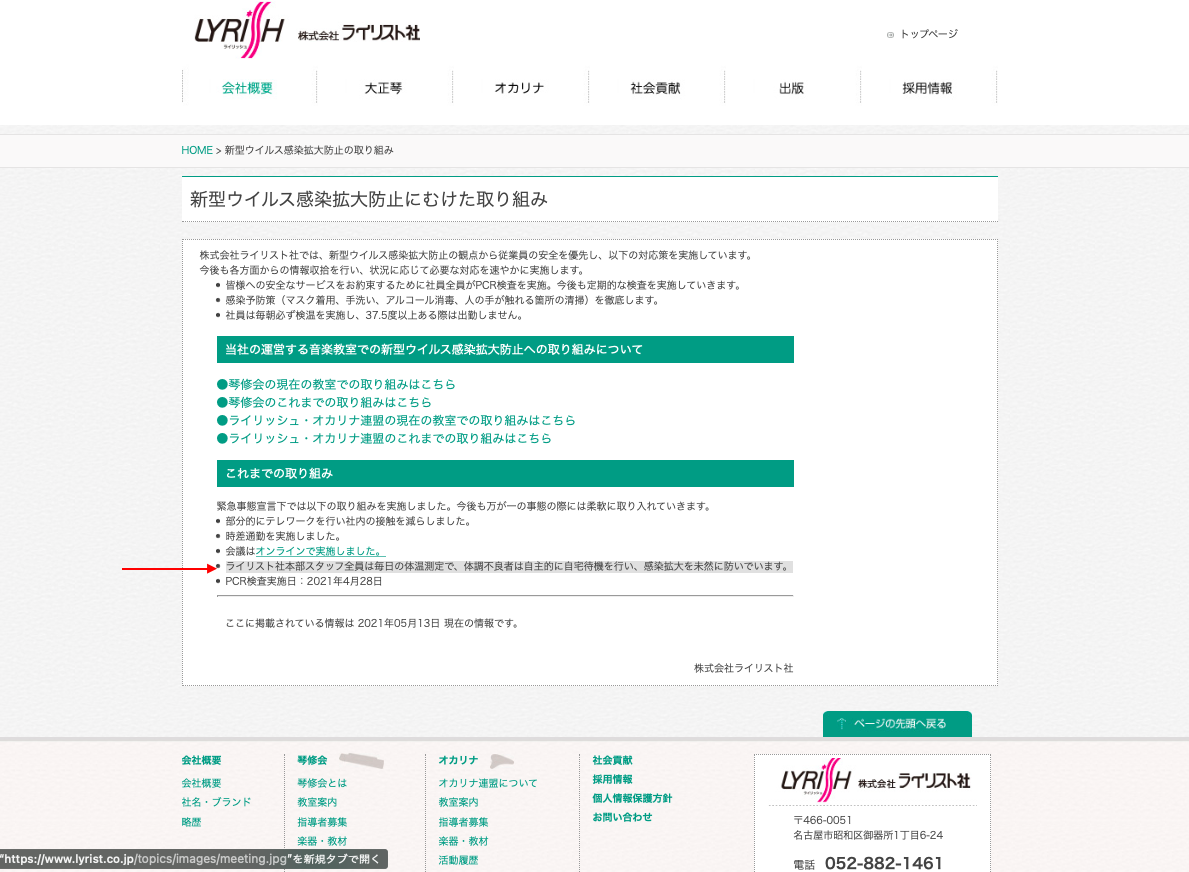 LYRISH 株式会社 ライリスト社
ライリッシュ
トップページ
会社概要 大正琴 オカリナ 社会貢献 出版 採用情報
HOME > 新型ウイルス感染拡大防止の取り組み
新型ウイルス感染拡大防止にむけた取り組み
株式会社ライリスト社では、新型ウイルス感染拡大防止の観点から従業員の安全を優先し、以下の対応策を実施しています。
今後も各方面からの情報収拾を行い、状況に応じて必要な対応を速やかに実施します。
皆様への安全なサービスをお約束するために社員全員がPCR検査を実施。今後も定期的な検査を実施していきます。
感染予防策（マスク着用、手洗い、アルコール消毒、人の手が触れる箇所の清掃）を徹底します。
社員は毎朝必ず検温を実施し、37.5度以上ある際は出勤しません。
当社の運営する音楽教室での新型ウイルス感染拡大防止への取り組みについて
●琴修会の現在の教室での取り組みはこちら
●琴修会のこれまでの取り組みはこちら
●ライリッシュ・オカリナ連盟の現在の教室での取り組みはこちら
●ライリッシュ・オカリナ連盟のこれまでの取り組みはこちら
これまでの取り組み
緊急事態宣言下では以下の取り組みを実施しました。今後も万が一の事態の際には柔軟に取り入れていきます。
部分的にテレワークを行い社内の接触を減らしました。
時差通勤を実施しました。
会議はオンラインで実施しました。
ライリスト社本部スタッフ全員は毎日の体温測定で、体調不良者は自主的に自宅待機を行い、感染拡大を未然に防いでいます。
PCR検査実施日：2021年4月28日
ここに掲載されている情報は 2021年05月13日 現在の情報です。
株式会社ライリスト社
↑ ページの先頭へ戻る
会社概要
会社概要
社名・ブランド
略歴
琴修会
琴修会とは
教室案内
指導者募集
楽器・教材
オカリナ
オカリナ連盟について
教室案内
指導者募集
楽器・教材
活動履歴
社会貢献
採用情報
個人情報保護方針
お問い合わせ
LYRISH 株式会社 ライリスト社
ライリッシュ
〒466-0051
名古屋市昭和区御器所1丁目6-24
電話 052-882-1461
"https://www.lyrist.co.jp/topics/images/meeting.jpg"を新規タブで開く